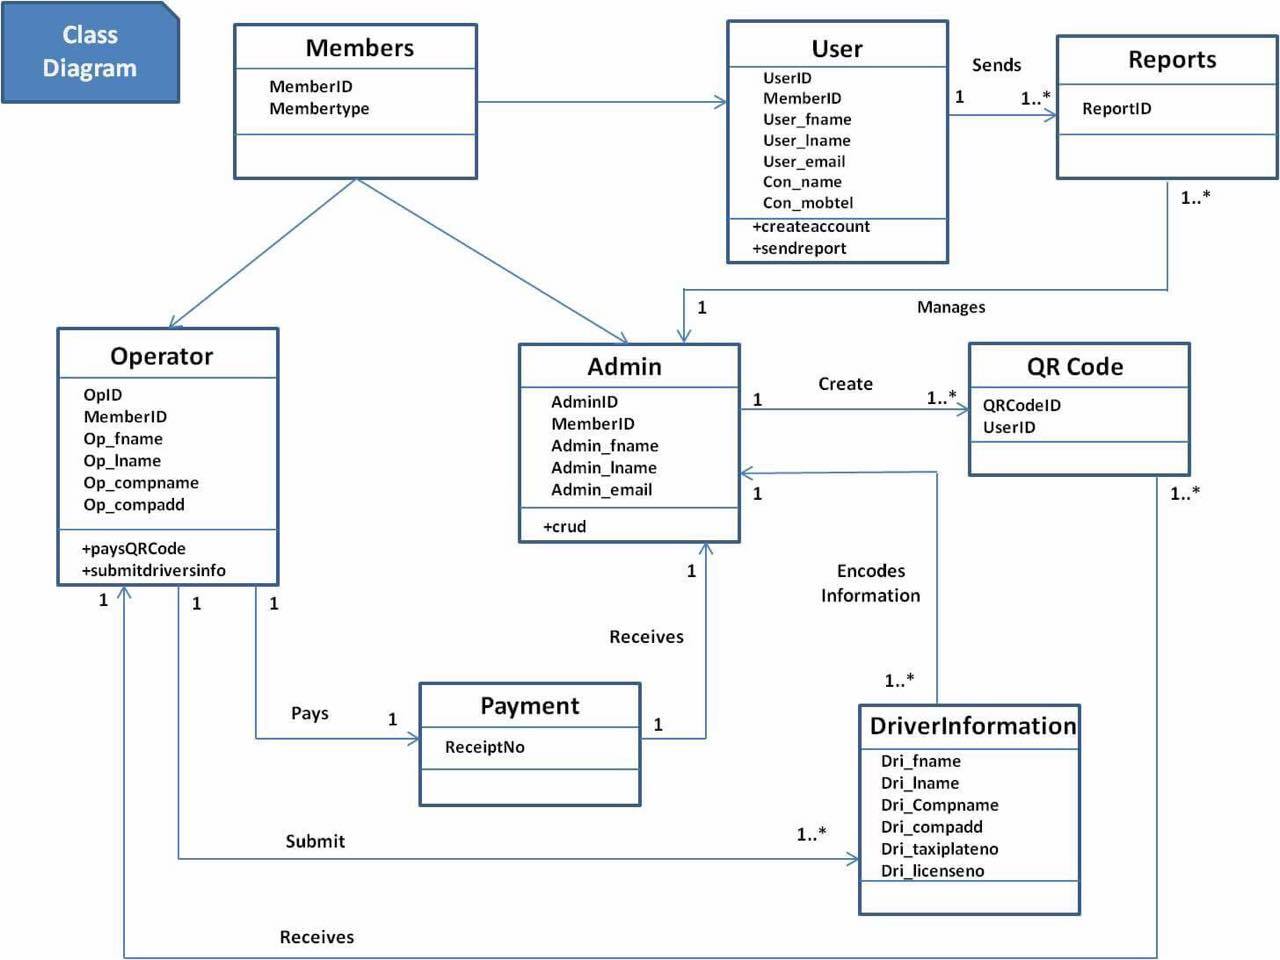 Class
Diagram
Members
MemberID
Membertype
User
UserID
MemberID
User_fname
User_lname
User_email
Con_name
Con_mobtel
+createaccount
+sendreport
Sends
1
1..*
Reports
ReportID
1..*
Manages
1
Operator
OpID
MemberID
Op_fname
Op_lname
Op_compname
Op_compadd
+paysQRCode
+submitdriversinfo
1
1
1
Admin
AdminID
MemberID
Admin_fname
Admin_lname
Admin_email
+crud
1
Create
1..*
QR Code
QRCodeID
UserID
1..*
1
Encodes
Information
1..*
1
Receives
1
Pays
1
Payment
ReceiptNo
DriverInformation
Dri_fname
Dri_lname
Dri_Compname
Dri_compadd
Dri_taxiplateno
Dri_licenseno
Submit
1..*
Receives